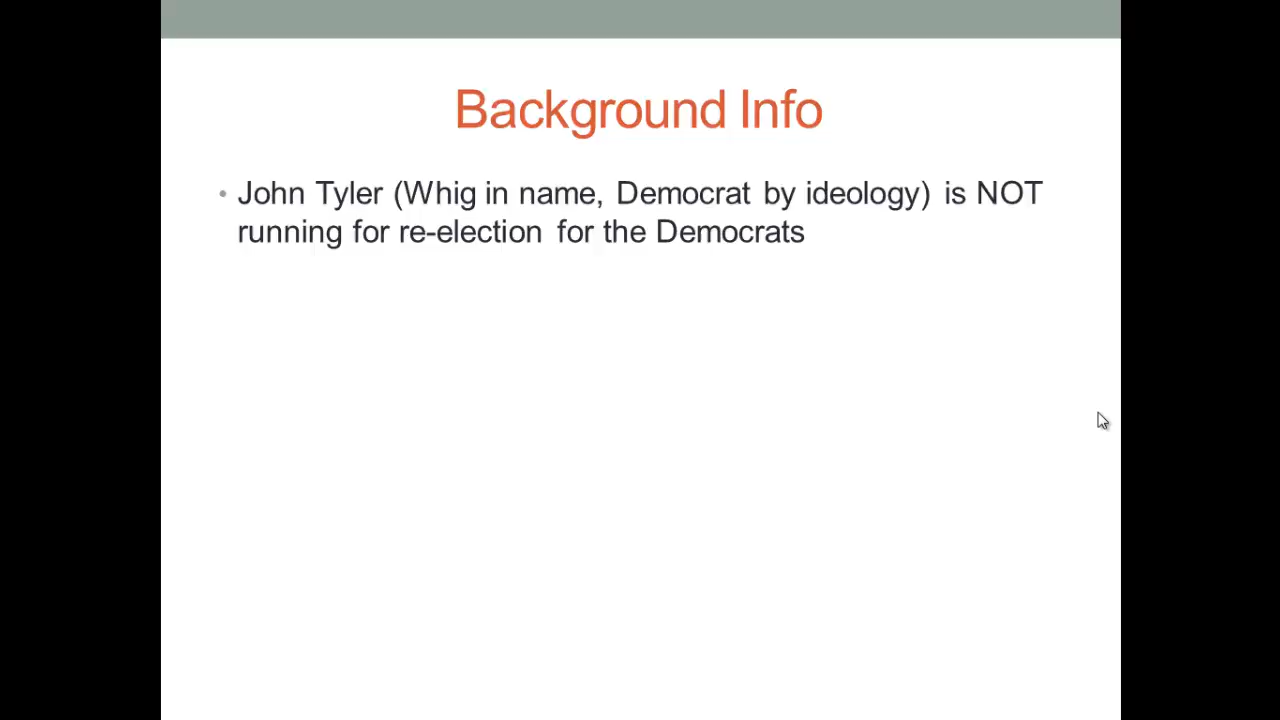 Background Info
• John Tyler (Whig in name, Democrat by ideology) is NOT
running for re-election for the Democrats